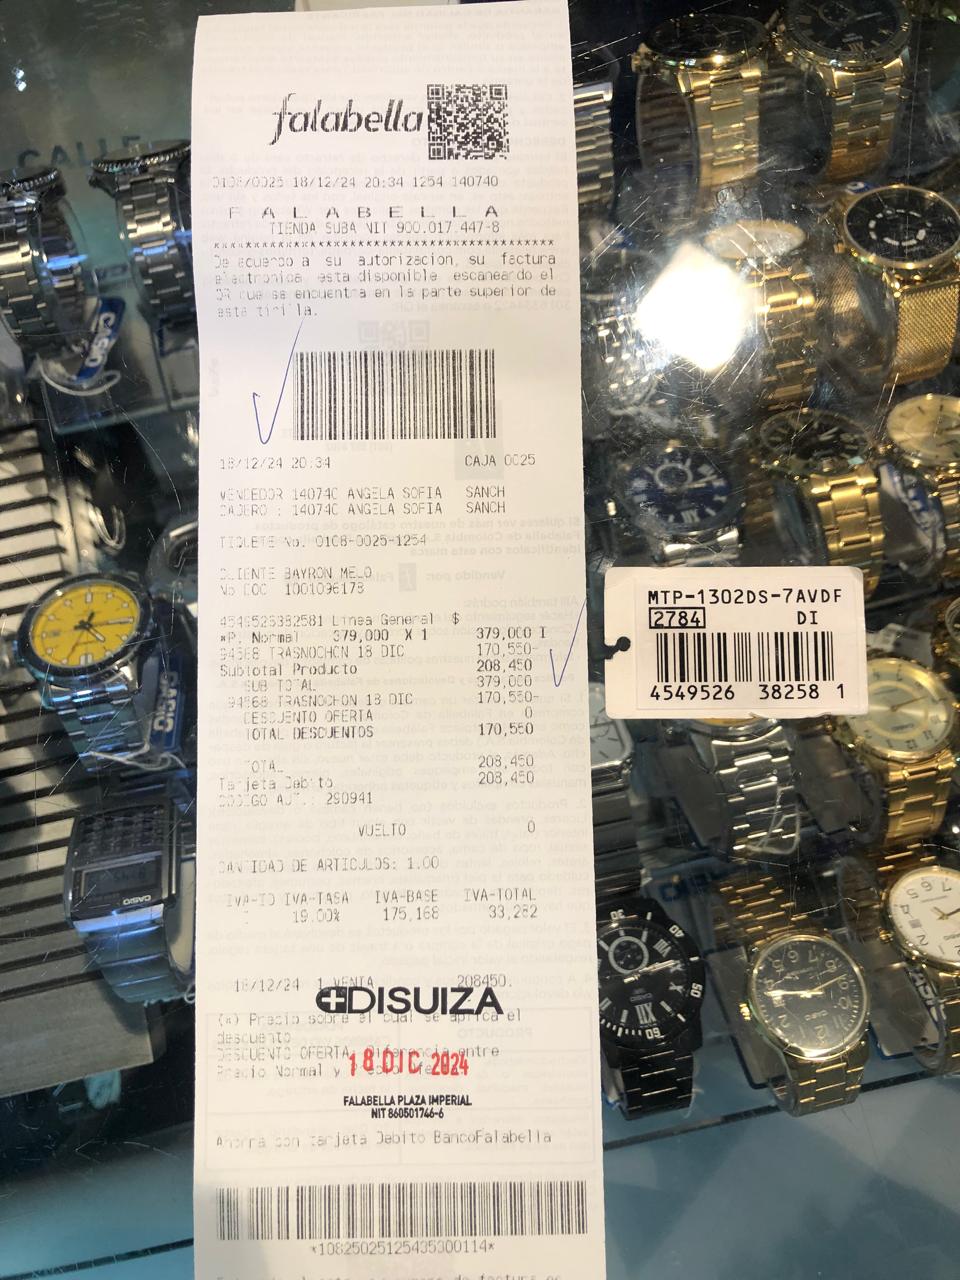 falabella
0108/0025 18/12/24 20:34 1254 140740
F A L A B E L L A
TIENDA SUBA NIT 900.017.447-8
De acuerdo a su autorizacion, su factura
electronica esta disponible escaneando el
QR que se encuentra en la parte superior de
esta tirilla.
18/12/24 20:34 CAJA 0025
VENDEDOR 140740 ANGELA SOFIA SANCH
CAJERO : 140740 ANGELA SOFIA SANCH
TIQUETE No. 0108-0025-1254
CLIENTE BAYRON MELO
No DOC 1001096178
4549526382581 Linea General $
*P. Normal 379,000 X 1 379,000 I
94568 TRASNOCHON 18 DIC 170,550-
Subtotal Producto 208,450
SUB TOTAL 379,000
94568 TRASNOCHON 18 DIC 170,550-
DESCUENTO OFERTA 0
TOTAL DESCUENTOS 170,550
TOTAL 208,450
Tarjeta Debito 208,450
CODIGO AUT.: 290941
VUELTO 0
CANTIDAD DE ARTICULOS: 1.00
IVA-ID IVA-TASA IVA-BASE IVA-TOTAL
19.00% 175,168 33,282
18/12/24 1 VENTA 208450.
DISUIZA
(*) Precio sobre el cual se aplica el
descuento
DESCUENTO OFERTA, Diferencia entre
Precio Normal y
18 DIC 2024
FALABELLA PLAZA IMPERIAL
NIT 860501746-6
Ahorra con tarjeta Debito BancoFalabella
*10825025125435300114*
MTP-1302DS-7AVDF
2784 DI
4549526 38258 1
CASIO
CASIO